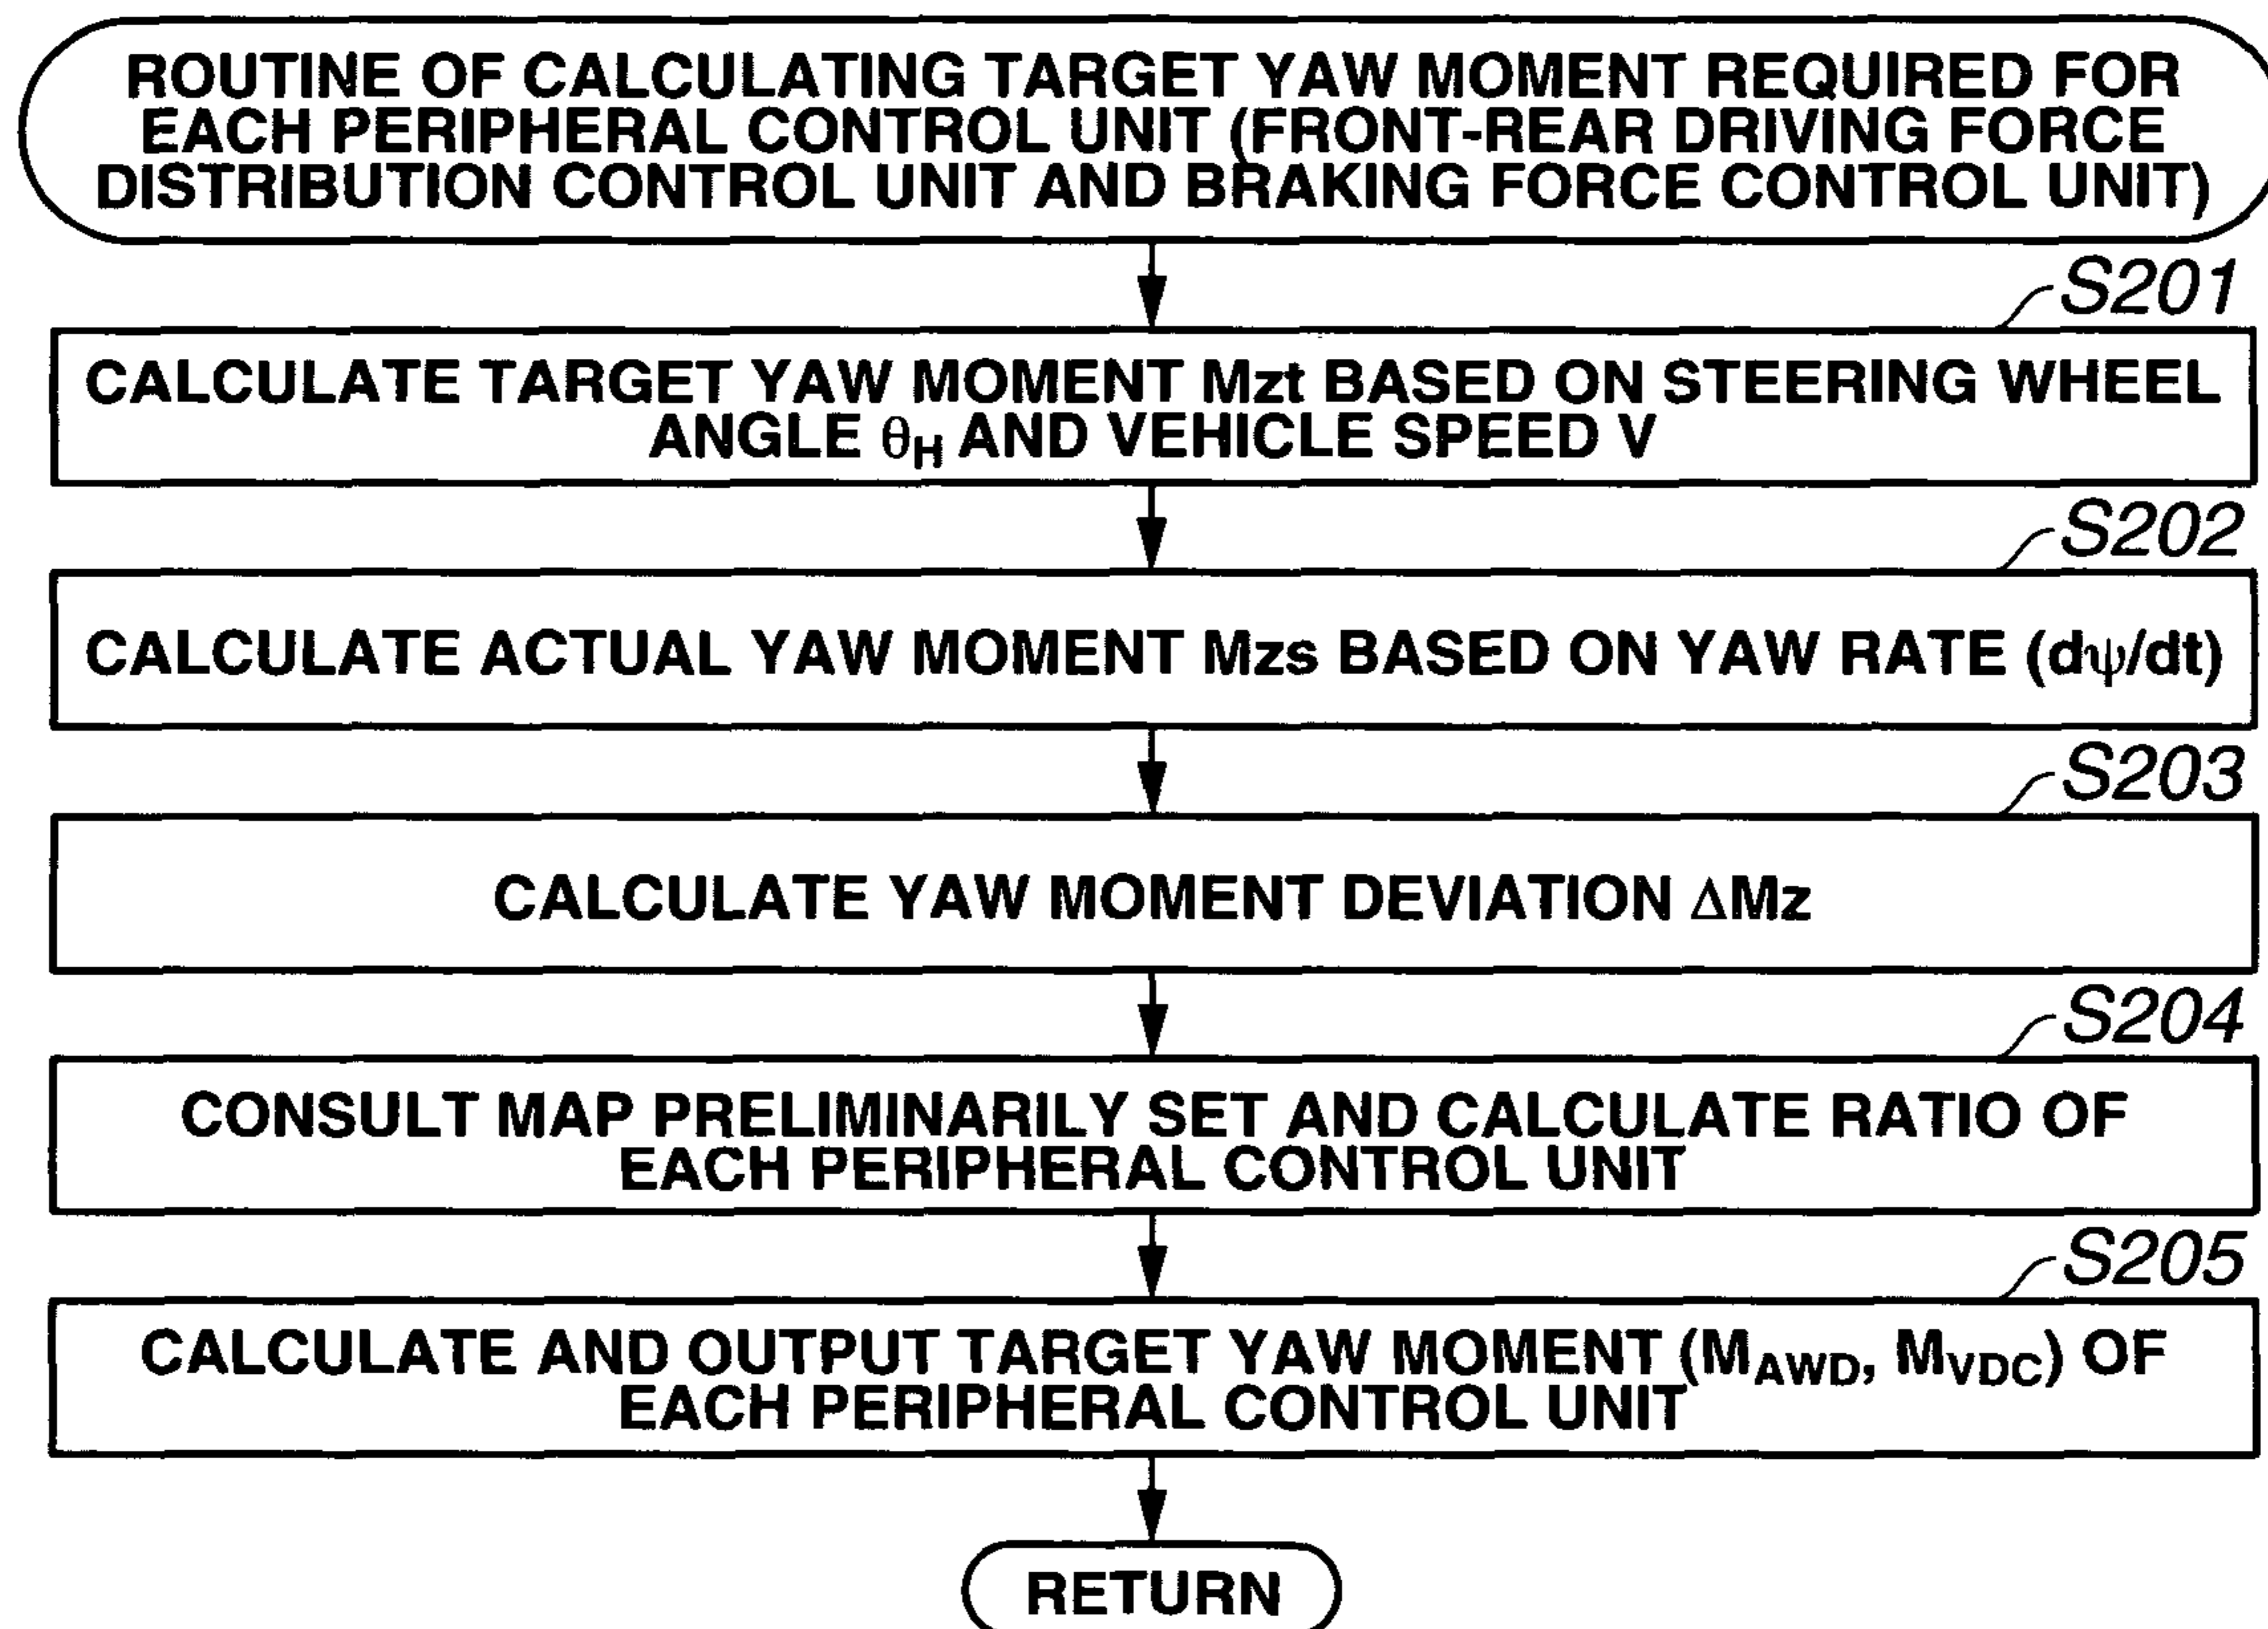 ROUTINE OF CALCULATING TARGET YAW MOMENT REQUIRED FOR
EACH PERIPHERAL CONTROL UNIT (FRONT-REAR DRIVING FORCE
DISTRIBUTION CONTROL UNIT AND BRAKING FORCE CONTROL UNIT)
S201
CALCULATE TARGET YAW MOMENT Mzt BASED ON STEERING WHEEL
ANGLE θH AND VEHICLE SPEED V
S202
CALCULATE ACTUAL YAW MOMENT Mzs BASED ON YAW RATE (dψ/dt)
S203
CALCULATE YAW MOMENT DEVIATION ΔMz
S204
CONSULT MAP PRELIMINARILY SET AND CALCULATE RATIO OF
EACH PERIPHERAL CONTROL UNIT
S205
CALCULATE AND OUTPUT TARGET YAW MOMENT (MAWD, MVDC) OF
EACH PERIPHERAL CONTROL UNIT
RETURN